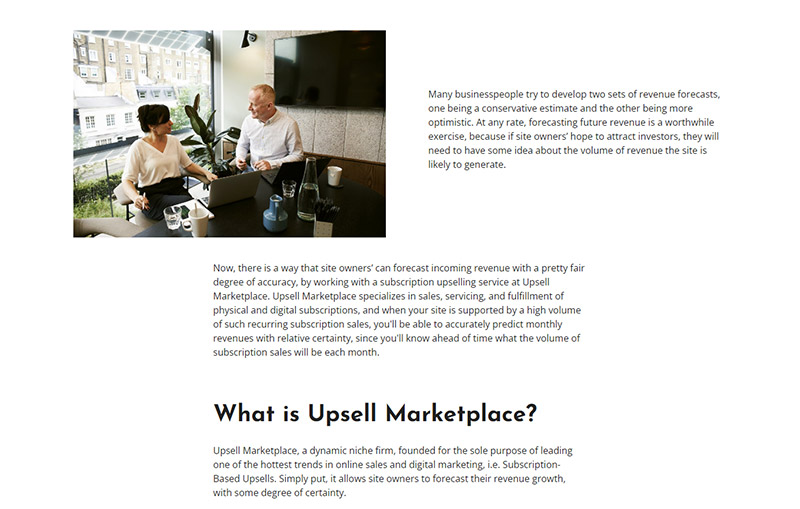 Many businesspeople try to develop two sets of revenue forecasts,
one being a conservative estimate and the other being more
optimistic. At any rate, forecasting future revenue is a worthwhile
exercise, because if site owners’ hope to attract investors, they will
need to have some idea about the volume of revenue the site is
likely to generate.
Now, there is a way that site owners’ can forecast incoming revenue with a pretty fair
degree of accuracy, by working with a subscription upselling service at Upsell
Marketplace. Upsell Marketplace specializes in sales, servicing, and fulfillment of
physical and digital subscriptions, and when your site is supported by a high volume
of such recurring subscription sales, you’ll be able to accurately predict monthly
revenues with relative certainty, since you’ll know ahead of time what the volume of
subscription sales will be each month.
What is Upsell Marketplace?
Upsell Marketplace, a dynamic niche firm, founded for the sole purpose of leading
one of the hottest trends in online sales and digital marketing, i.e. Subscription-
Based Upsells. Simply put, it allows site owners to forecast their revenue growth,
with some degree of certainty.